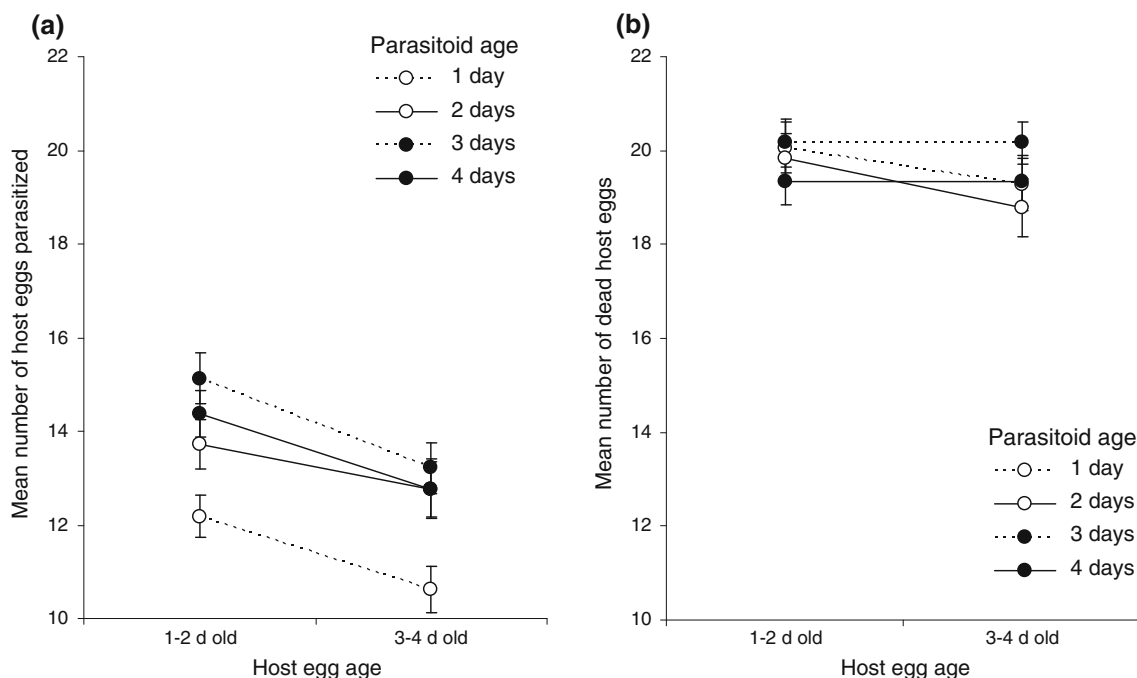 (a)
Parasitoid age
1 day
2 days
3 days
4 days
22
20
18
16
14
12
10
Mean number of host eggs parasitized
1-2 d old
3-4 d old
Host egg age
(b)
22
20
18
16
14
12
10
Mean number of dead host eggs
Parasitoid age
1 day
2 days
3 days
4 days
1-2 d old
3-4 d old
Host egg age